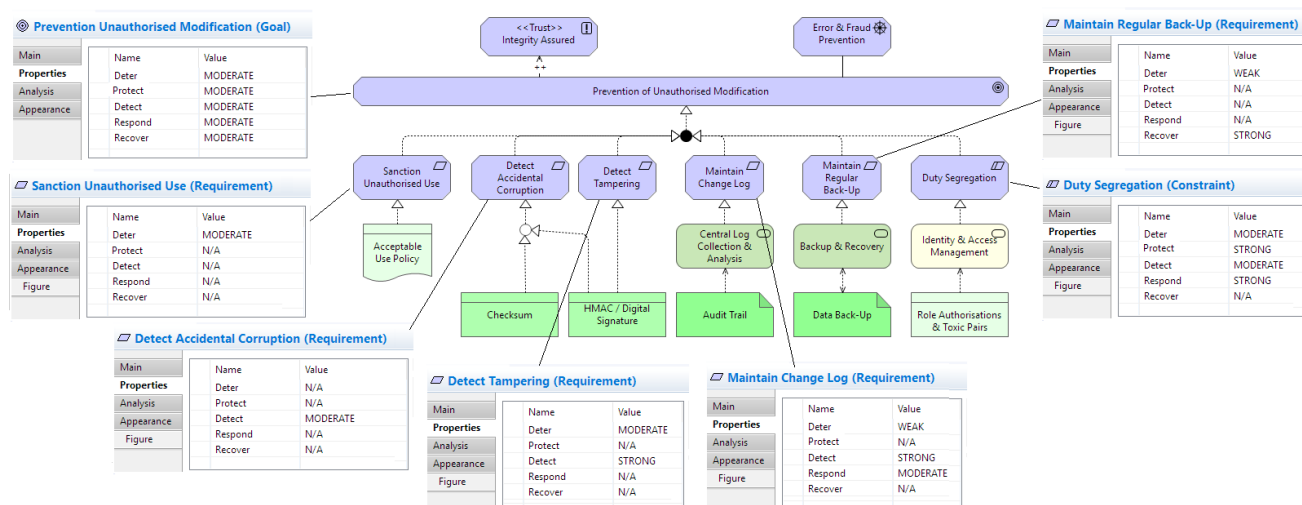 Prevention Unauthorised Modification (Goal)
Main
Properties
Analysis
Appearance
Name Value
Deter MODERATE
Protect MODERATE
Detect MODERATE
Respond MODERATE
Recover MODERATE
<<Trust>>
Integrity Assured
++
Error & Fraud
Prevention
Prevention of Unauthorised Modification
Maintain Regular Back-Up (Requirement)
Main
Properties
Analysis
Appearance
Figure
Name Value
Deter WEAK
Protect N/A
Detect N/A
Respond N/A
Recover STRONG
Sanction
Unauthorised Use
Detect
Accidental
Corruption
Detect
Tampering
Maintain
Change Log
Maintain
Regular
Back-Up
Duty Segregation
Sanction Unauthorised Use (Requirement)
Main
Properties
Analysis
Appearance
Figure
Name Value
Deter MODERATE
Protect N/A
Detect N/A
Respond N/A
Recover N/A
Duty Segregation (Constraint)
Main
Properties
Analysis
Appearance
Figure
Name Value
Deter MODERATE
Protect STRONG
Detect MODERATE
Respond STRONG
Recover N/A
Acceptable
Use Policy
Central Log
Collection &
Analysis
Backup & Recovery
Identity & Access
Management
Checksum
HMAC / Digital
Signature
Audit Trail
Data Back-Up
Role Authorisations
& Toxic Pairs
Detect Accidental Corruption (Requirement)
Main
Properties
Analysis
Appearance
Figure
Name Value
Deter N/A
Protect N/A
Detect MODERATE
Respond N/A
Recover N/A
Detect Tampering (Requirement)
Main
Properties
Analysis
Appearance
Figure
Name Value
Deter MODERATE
Protect N/A
Detect STRONG
Respond N/A
Recover N/A
Maintain Change Log (Requirement)
Main
Properties
Analysis
Appearance
Figure
Name Value
Deter WEAK
Protect N/A
Detect STRONG
Respond MODERATE
Recover N/A